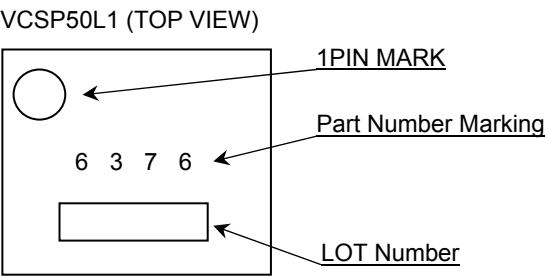 VCSP50L1 (TOP VIEW)
1PIN MARK
Part Number Marking
6 3 7 6
LOT Number